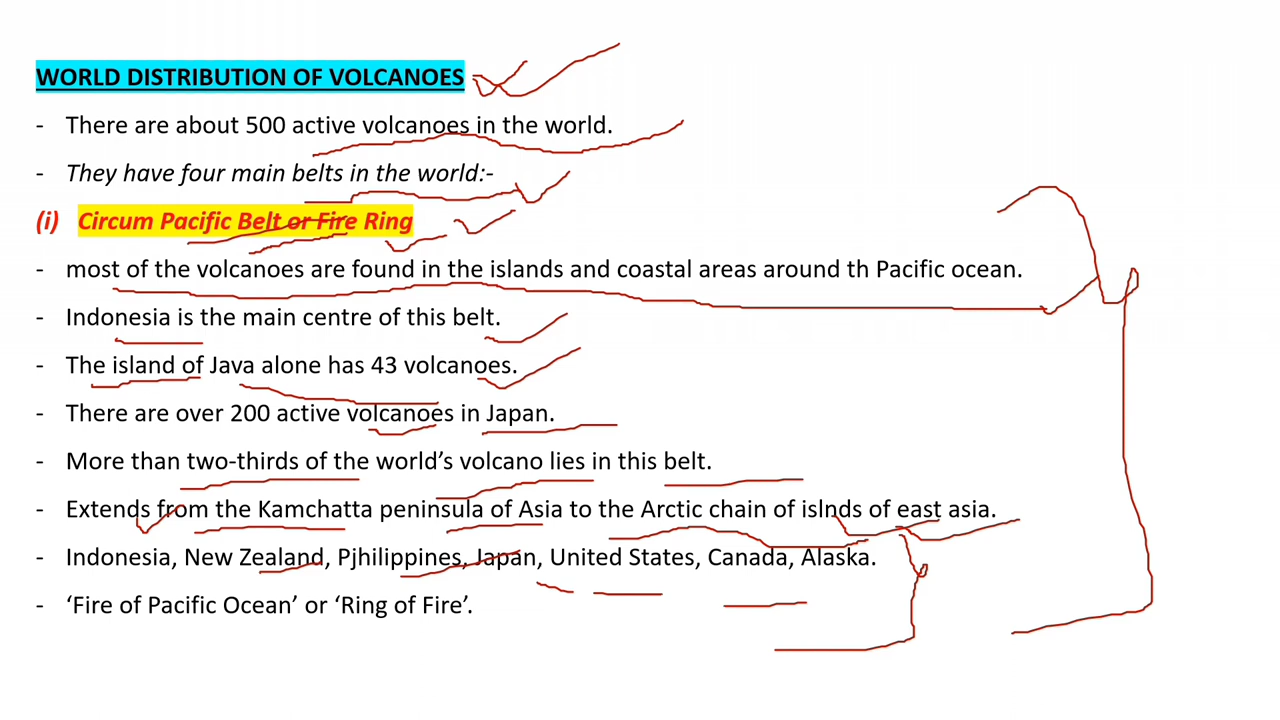 WORLD DISTRIBUTION OF VOLCANOES
- There are about 500 active volcanoes in the world.
- They have four main belts in the world:-
(i) Circum Pacific Belt or Fire Ring
- most of the volcanoes are found in the islands and coastal areas around th Pacific ocean.
- Indonesia is the main centre of this belt.
- The island of Java alone has 43 volcanoes.
- There are over 200 active volcanoes in Japan.
- More than two-thirds of the world’s volcano lies in this belt.
- Extends from the Kamchatta peninsula of Asia to the Arctic chain of islnds of east asia.
- Indonesia, New Zealand, Pjhilippines, Japan, United States, Canada, Alaska.
- ‘Fire of Pacific Ocean’ or ‘Ring of Fire’.